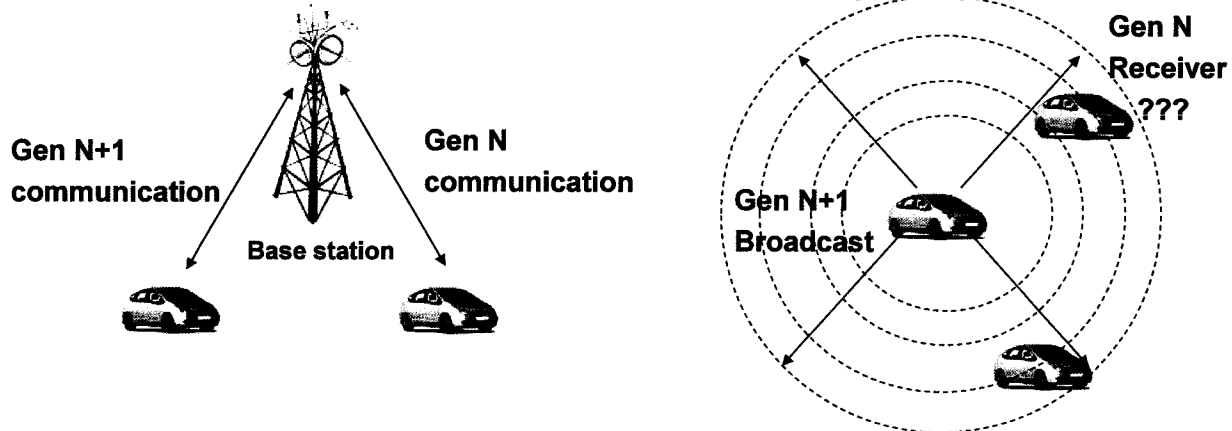 Gen N+1
communication
Gen N
communication
Base station
Gen N
Receiver
???
Gen N+1
Broadcast